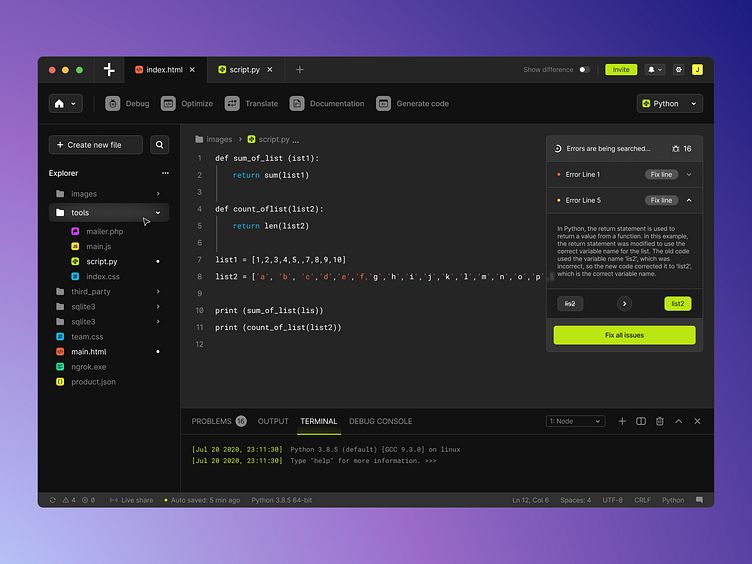 index.html
script.py
Show difference
Invite
J
Debug
Optimize
Translate
Documentation
Generate code
Python
Create new file
Explorer
images
tools
mailer.php
main.js
script.py
index.css
third_party
sqlite3
sqlite3
team.css
main.html
ngrok.exe
product.json
images > script.py ...
1 def sum_of_list (ist1):
2 return sum(list1)
3
4 def count_oflist(list2):
5 return len(list2)
6
7 list1 = [1,2,3,4,5,,7,8,9,10]
8 list2 = ['a', 'b', 'c','d','e','f,'g','h','i','j','k','l','m','n','o','p',
9
10 print (sum_of_list(lis))
11 print (count_of_list(list2))
12
Errors are being searched...
16
Error Line 1
Fix line
Error Line 5
Fix line
In Python, the return statement is used to
return a value from a function. In this example,
the return statement was modified to use the
correct variable name for the list. The old code
used the variable name 'lis2', which was
incorrect, so the new code corrected it to 'list2',
which is the correct variable name.
lis2
list2
Fix all issues
PROBLEMS 16
OUTPUT
TERMINAL
DEBUG CONSOLE
1: Node
[Jul 20 2020, 23:11:30] Python 3.8.5 (default) [GCC 9.3.0] on linux
[Jul 20 2020, 23:11:30] Type "help" for more information. >>>
4
0
Live share
Auto saved: 5 min ago
Python 3.8.5 64-bit
Ln 12, Col 6
Spaces: 4
UTF-8
CRLF
Python